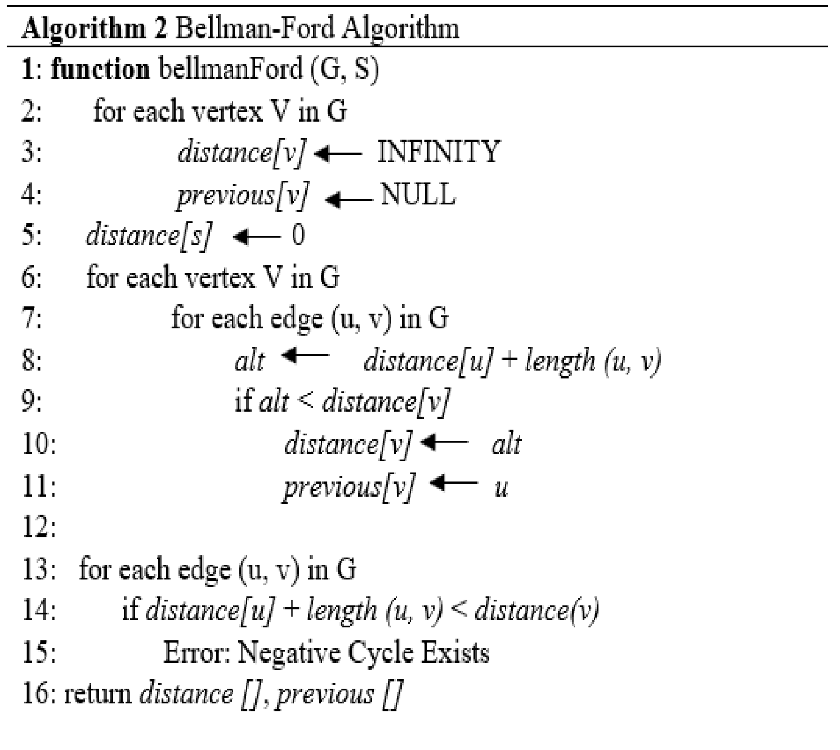 Algorithm 2 Bellman-Ford Algorithm
1: function bellmanFord (G, S)
2: for each vertex V in G
3: distance[v] ← INFINITY
4: previous[v] ← NULL
5: distance[s] ← 0
6: for each vertex V in G
7: for each edge (u, v) in G
8: alt ← distance[u] + length (u, v)
9: if alt < distance[v]
10: distance[v] ← alt
11: previous[v] ← u
12:
13: for each edge (u, v) in G
14: if distance[u] + length (u, v) < distance(v)
15: Error: Negative Cycle Exists
16: return distance [], previous []